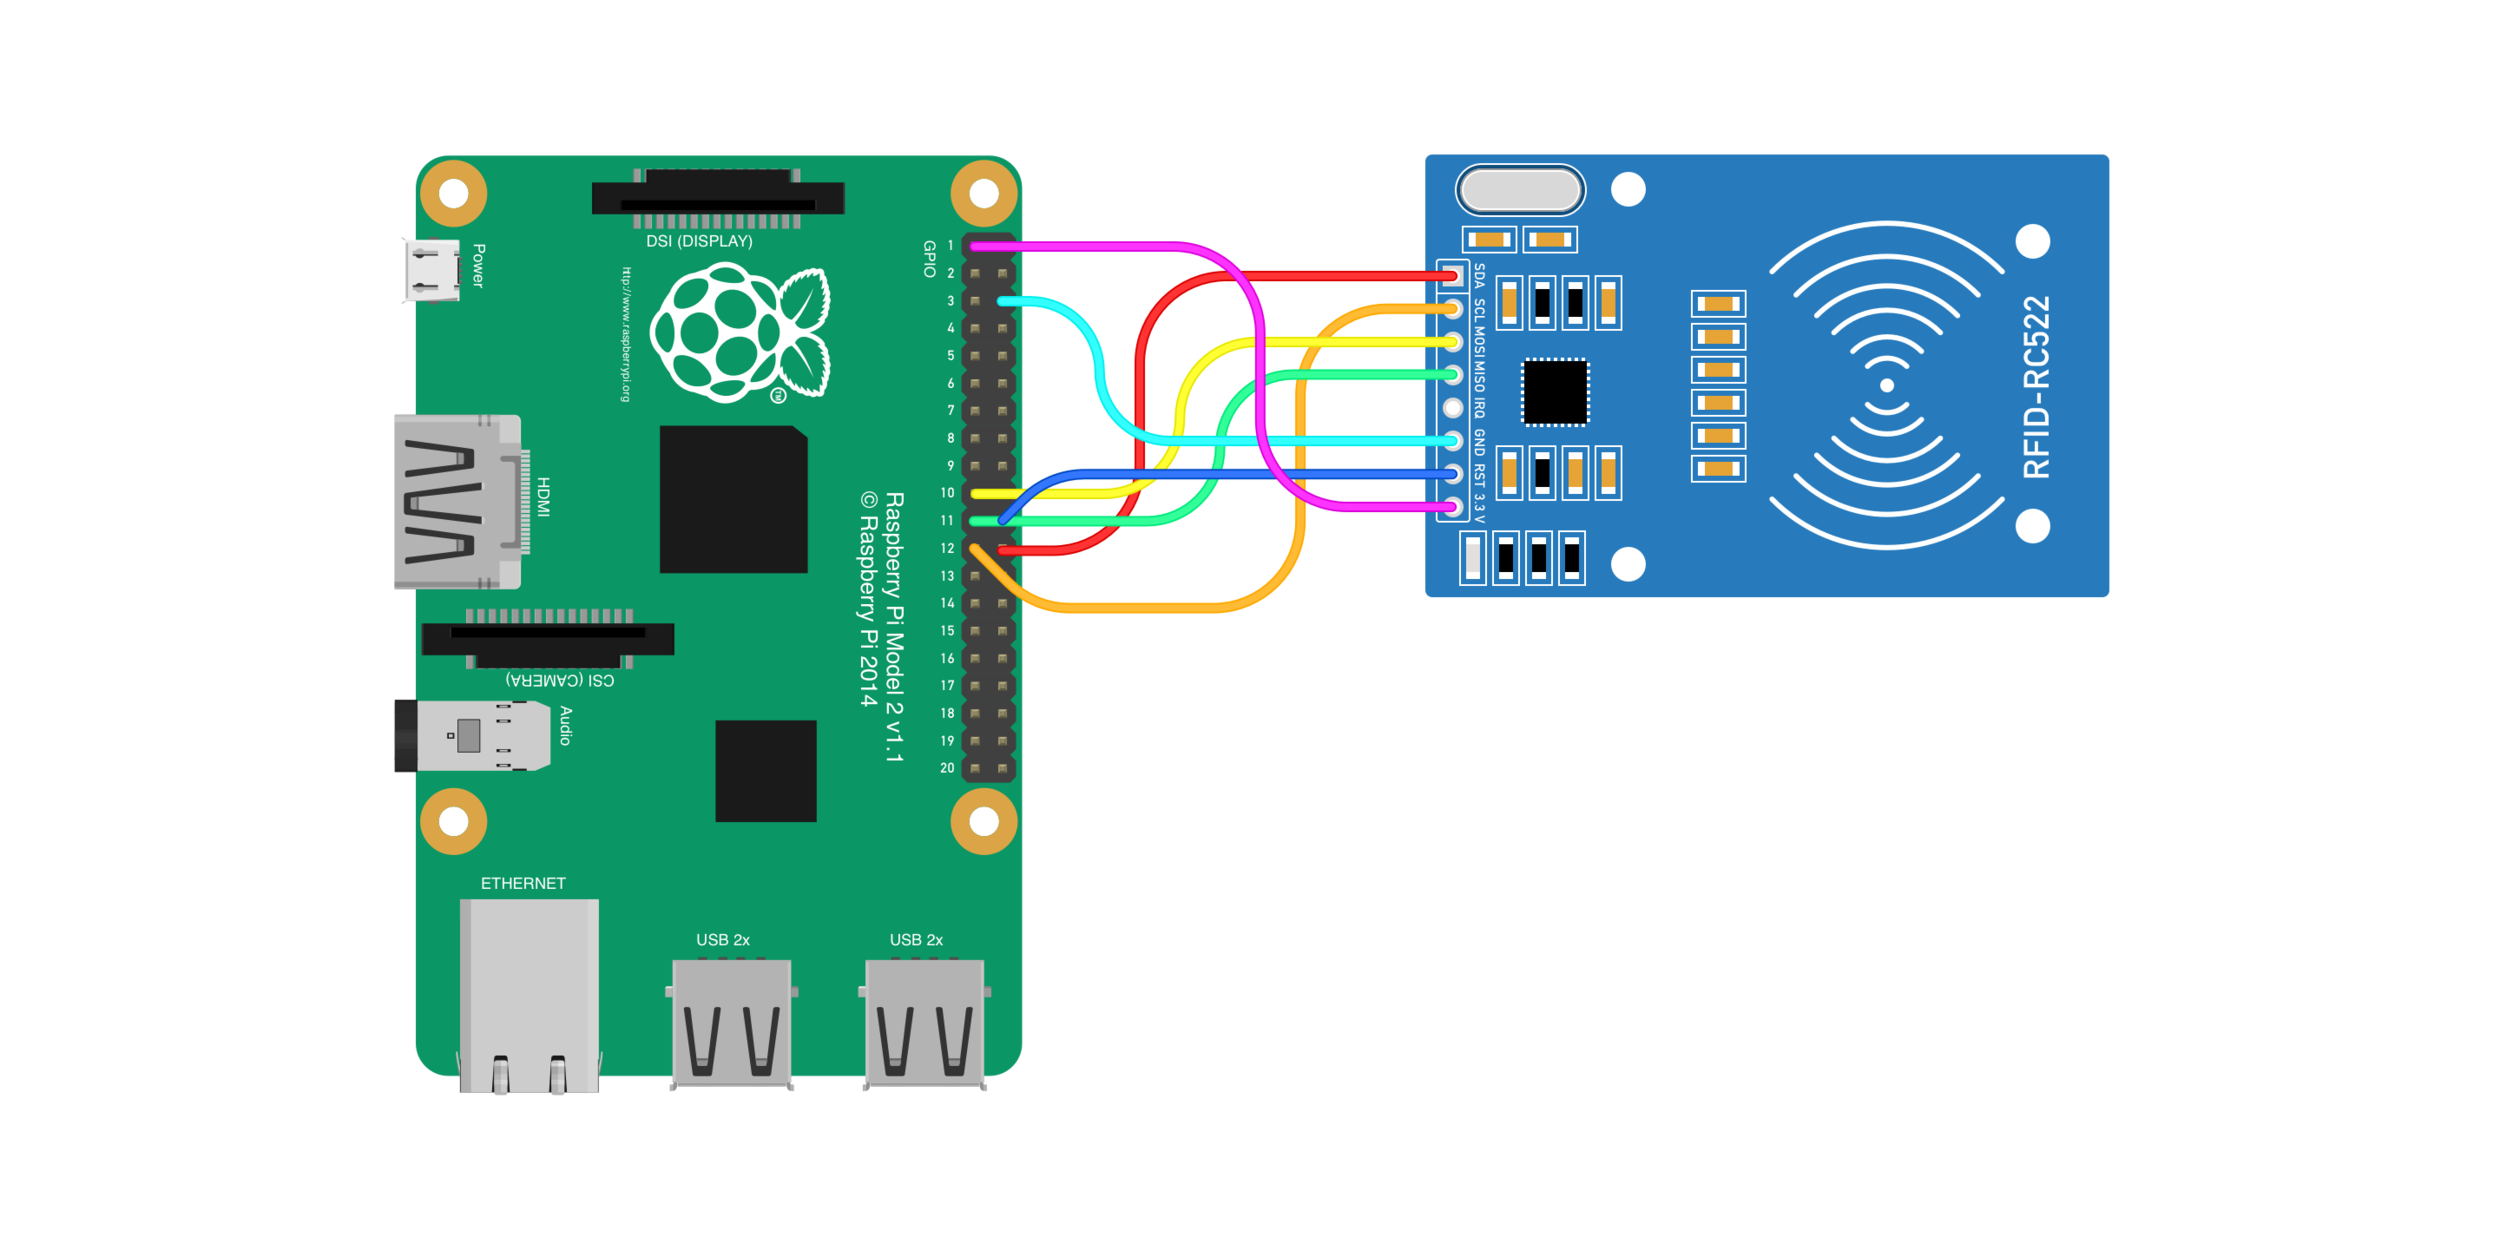 DSI (DISPLAY)
Power
http://www.raspberrypi.org
TM
GPIO
1
2
3
4
5
6
7
8
9
10
11
12
13
14
15
16
17
18
19
20
HDMI
Raspberry Pi Model 2 v1.1
© Raspberry Pi 2014
CSI (CAMERA)
Audio
ETHERNET
USB 2x
USB 2x
SDA
SCL
MOSI
MISO
IRQ
GND
RST
3.3 V
RFID-RC522